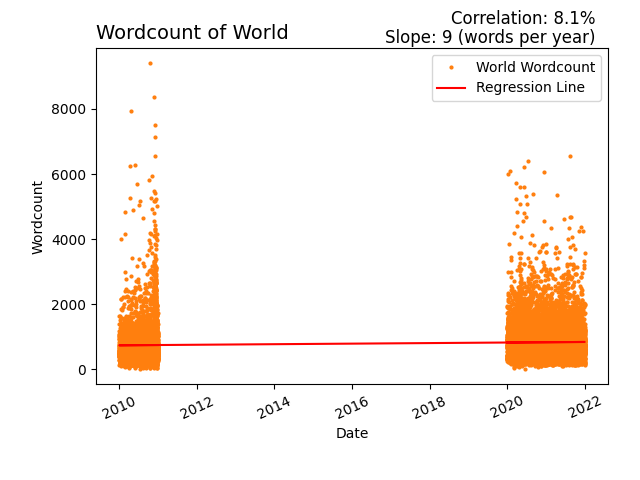 Wordcount of World
Correlation: 8.1%
Slope: 9 (words per year)
World Wordcount
Regression Line
8000
6000
4000
2000
0
Wordcount
2010
2012
2014
2016
2018
2020
2022
Date